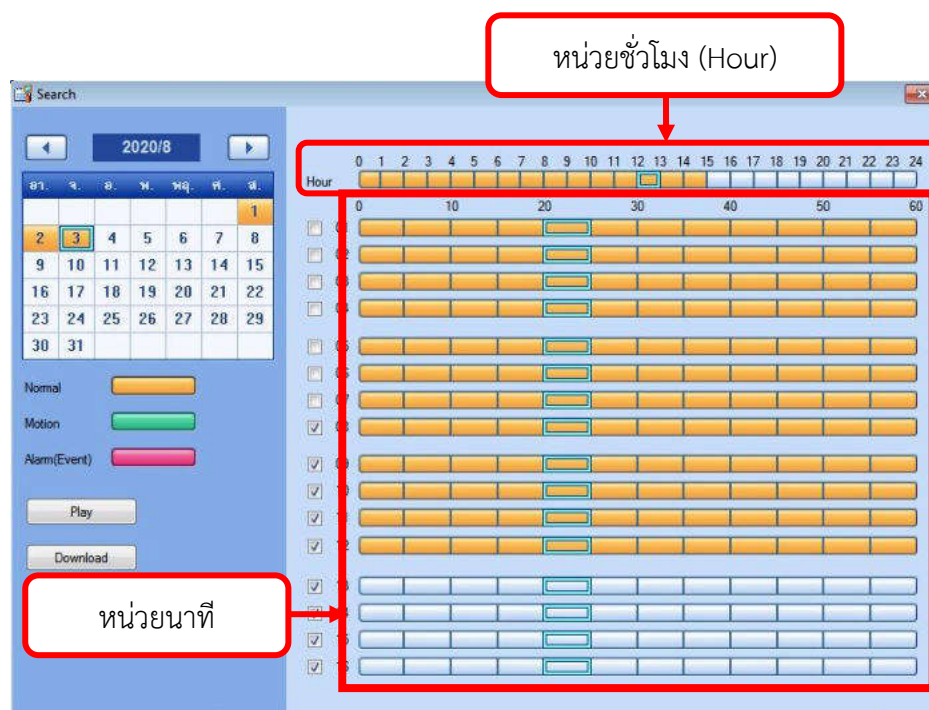 หน่วยชั่วโมง (Hour)
Search
2020/8
0 1 2 3 4 5 6 7 8 9 10 11 12 13 14 15 16 17 18 19 20 21 22 23 24
Hour
อา. จ. อ. พ. พฤ. ศ. ส.
0 10 20 30 40 50 60
1
2 3 4 5 6 7 8
9 10 11 12 13 14 15
16 17 18 19 20 21 22
23 24 25 26 27 28 29
30 31
Normal
Motion
Alarm(Event)
Play
Download
หน่วยนาที